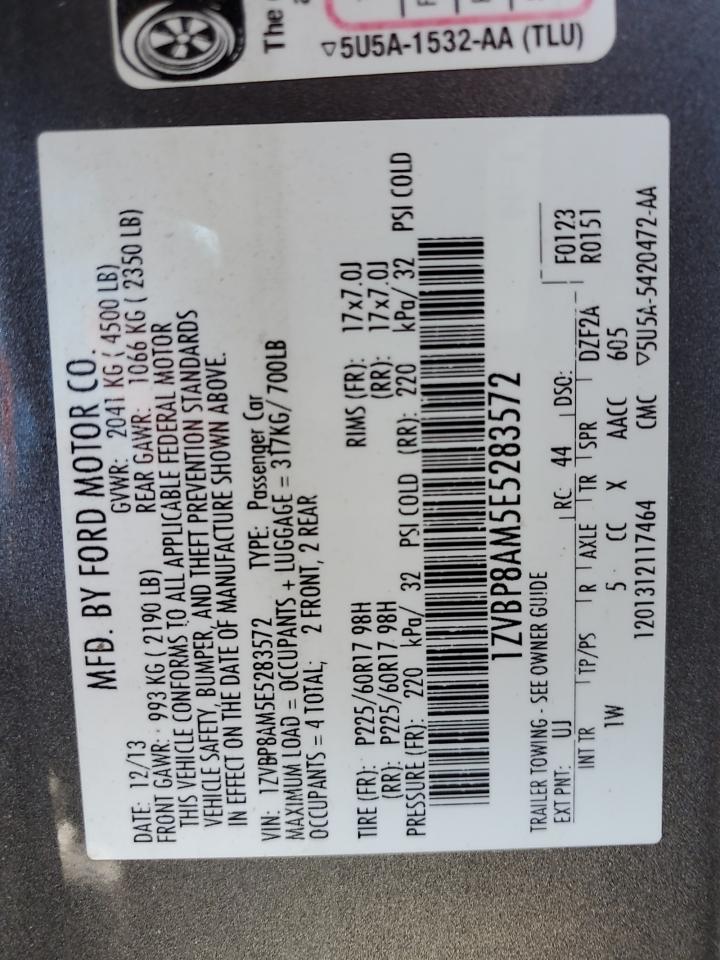 The
▽5U5A-1532-AA (TLU)
MFD. BY FORD MOTOR CO.
DATE: 12/13 GVWR: 2041 KG ( 4500 LB)
FRONT GAWR: 993 KG ( 2190 LB) REAR GAWR: 1066 KG ( 2350 LB)
THIS VEHICLE CONFORMS TO ALL APPLICABLE FEDERAL MOTOR
VEHICLE SAFETY, BUMPER, AND THEFT PREVENTION STANDARDS
IN EFFECT ON THE DATE OF MANUFACTURE SHOWN ABOVE.
VIN: 1ZVBP8AM5E5283572 TYPE: Passenger Car
MAXIMUM LOAD = OCCUPANTS + LUGGAGE = 317KG/ 700LB
OCCUPANTS = 4 TOTAL; 2 FRONT, 2 REAR
TIRE (FR): P225/60R17 98H RIMS (FR): 17x7.0J
(RR): P225/60R17 98H (RR): 17x7.0J
PRESSURE (FR): 220 kPa/ 32 PSI COLD (RR): 220 kPa/ 32 PSI COLD
1ZVBP8AM5E5283572
TRAILER TOWING - SEE OWNER GUIDE
EXT PNT: UJ RC: 44 DSO: F0123
INT TR TP/PS R AXLE TR SPR DZF2A R0151
1W 5 CC X AACC 605
1201312117464 CMC ▽5U5A-5420472-AA